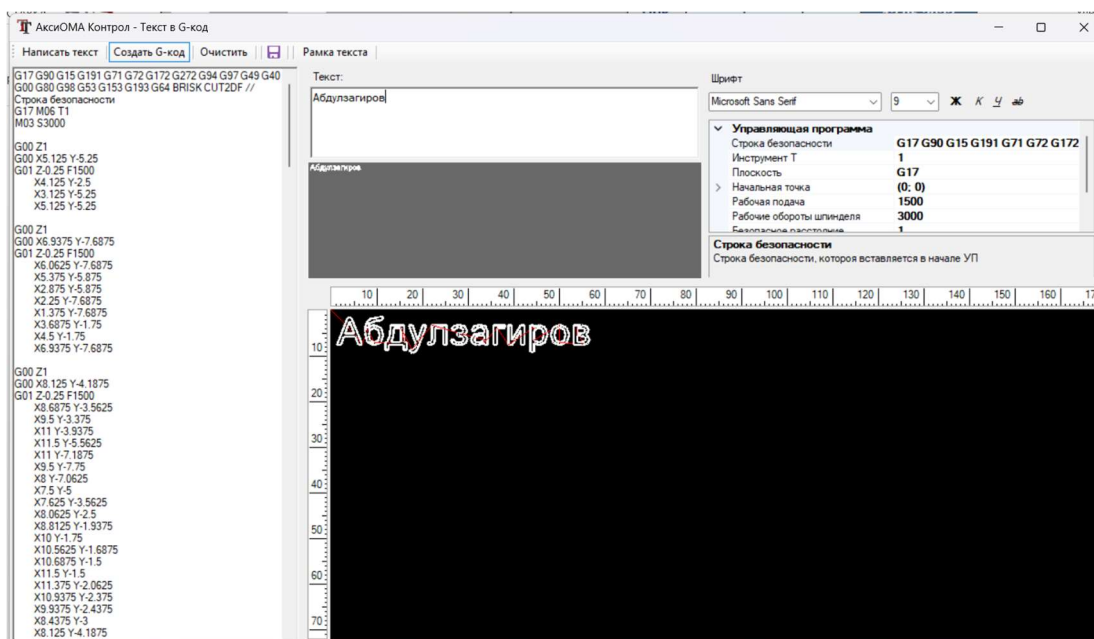 АксиОМА Контрол - Текст в G-код
Написать текст Создать G-код Очистить Рамка текста
G17 G90 G15 G191 G71 G72 G172 G272 G94 G97 G49 G40
G00 G80 G98 G53 G153 G193 G64 BRISK CUT2DF //
Строка безопасности
G17 M06 T1
M03 S3000
G00 Z1
G00 X5.125 Y-5.25
G01 Z-0.25 F1500
X4.125 Y-2.5
X3.125 Y-5.25
X5.125 Y-5.25
G00 Z1
G00 X6.9375 Y-7.6875
G01 Z-0.25 F1500
X6.0625 Y-7.6875
X5.375 Y-5.875
X2.875 Y-5.875
X2.25 Y-7.6875
X1.375 Y-7.6875
X3.6875 Y-1.75
X4.5 Y-1.75
X6.9375 Y-7.6875
G00 Z1
G00 X8.125 Y-4.1875
G01 Z-0.25 F1500
X8.6875 Y-3.5625
X9.5 Y-3.375
X11 Y-3.9375
X11.5 Y-5.5625
X11 Y-7.1875
X9.5 Y-7.75
X8 Y-7.0625
X7.5 Y-5
X7.625 Y-3.5625
X8.0625 Y-2.5
X8.8125 Y-1.9375
X10 Y-1.75
X10.5625 Y-1.6875
X10.6875 Y-1.5
X11.5 Y-1.5
X11.375 Y-2.0625
X10.9375 Y-2.375
X9.9375 Y-2.4375
X8.4375 Y-3
X8.125 Y-4.1875
Текст:
Абдулзагиров
Абдулзагиров
Шрифт
Microsoft Sans Serif 9 Ж К Ч ab
Управляющая программа
Строка безопасности G17 G90 G15 G191 G71 G72 G172
Инструмент T 1
Плоскость G17
Начальная точка (0; 0)
Рабочая подача 1500
Рабочие обороты шпинделя 3000
Безопасное расстояние 1
Строка безопасности
Строка безопасности, котороя вставляется в начале УП
10 20 30 40 50 60 70 80 90 100 110 120 130 140 150 160 17
Абдулзагиров
10
20
30
40
50
60
70